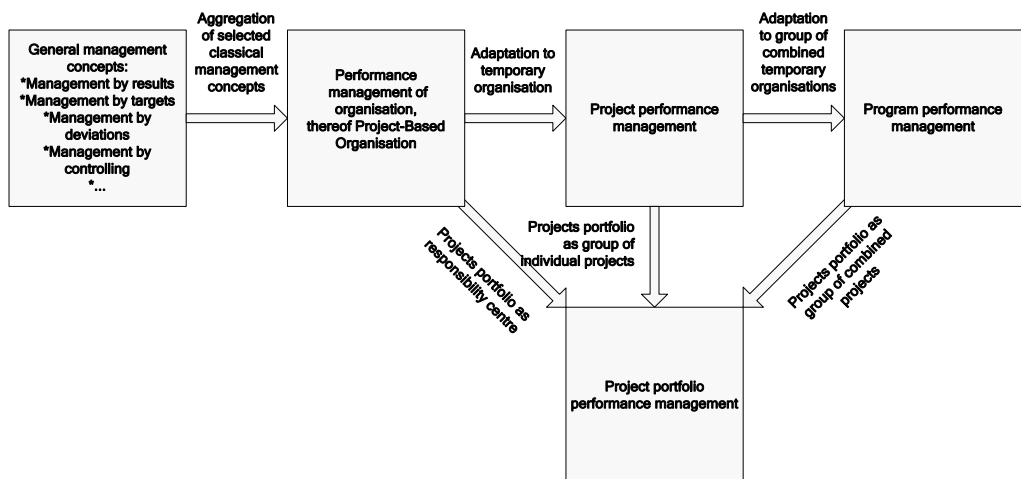 General management
concepts:
*Management by results
*Management by targets
*Management by
deviations
*Management by
controlling
*...
Aggregation
of selected
classical
management
concepts
Performance
management of
organisation,
thereof Project-Based
Organisation
Adaptation to
temporary
organisation
Project performance
management
Adaptation
to group of
combined
temporary
organisations
Program performance
management
Projects portfolio as
responsibility centre
Projects portfolio
as group of
individual projects
Projects portfolio as
group of combined
projects
Project portfolio
performance management